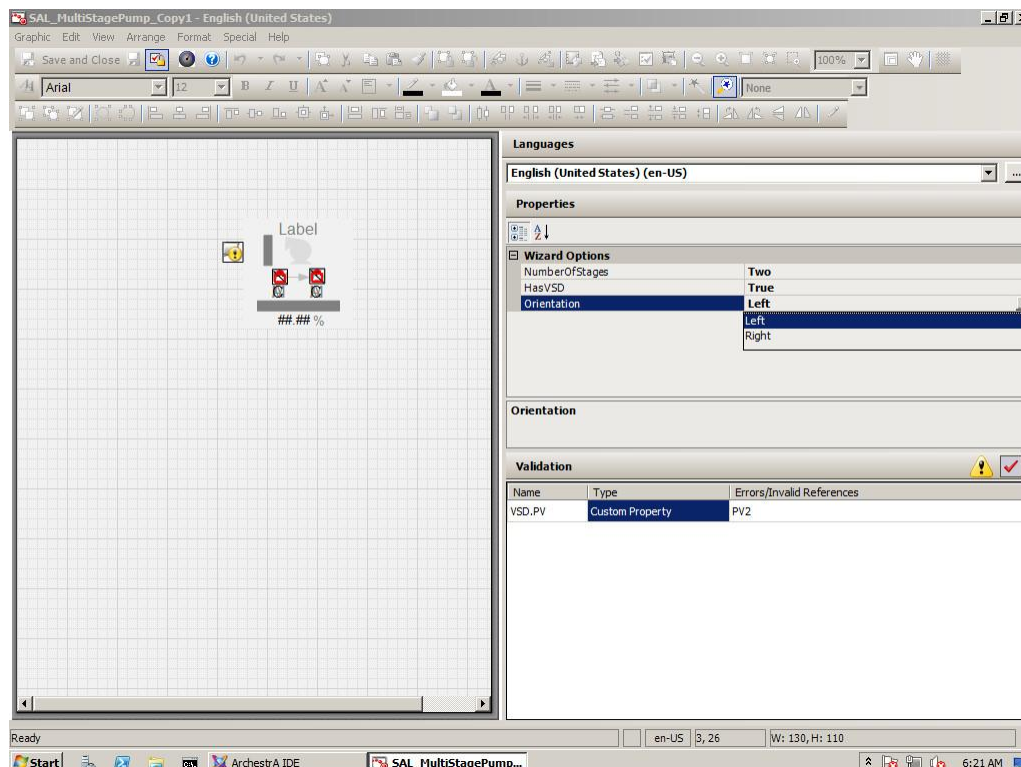 SAL_MultiStagePump_Copy1 - English (United States)
Graphic Edit View Arrange Format Special Help
Save and Close 100%
Arial 12 B I U None
Languages
English (United States) (en-US) ...
Properties
Wizard Options
NumberOfStages Two
HasVSD True
Orientation Left
Left
Right
Label
##.## %
Orientation
Validation
Name Type Errors/Invalid References
VSD.PV Custom Property PV2
Ready en-US 3, 26 W: 130, H: 110
Start ArchestrA IDE SAL_MultiStagePump... 6:21 AM